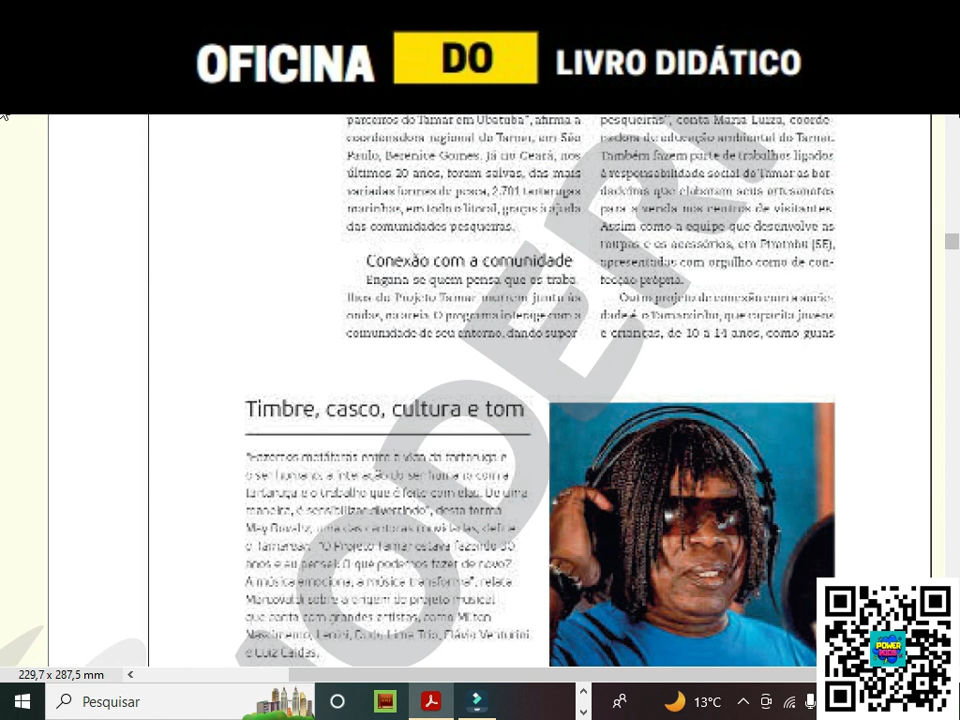 OFICINA DO LIVRO DIDÁTICO
parceiros do Tamar em Ubatuba", afirma a
coordenadora regional do Tamar, em São
Paulo, Berenice Gomes. Já no Ceará, nos
últimos 20 anos, foram salvas, das mais
variadas formas de pesca, 2.701 tartarugas
marinhas, em todo o litoral, graças à ajuda
das comunidades pesqueiras.
Conexão com a comunidade
Engana-se quem pensa que os traba-
lhos do Projeto Tamar morrem junto às
ondas, na areia. O programa interage com a
comunidade de seu entorno, dando supor-
pesqueiras", conta Maria Luiza, coorde-
nadora de educação ambiental do Tamar.
Também fazem parte de trabalhos ligados
à responsabilidade social do Tamar as bor-
dadeiras que elaboram seus artesanatos
para a venda nos centros de visitantes.
Assim como a equipe que desenvolve as
roupas e os acessórios, em Pirambu (SE),
apresentadas com orgulho como de con-
fecção própria.
Outro projeto de conexão com a socie-
dade é o Tamarzinho, que capacita jovens
e crianças, de 10 a 14 anos, como guias
Timbre, casco, cultura e tom
"Fazemos metáforas entre a vida da tartaruga e
o ser humano, a interação do ser humano com a
tartaruga e o trabalho que é feito com elas. De uma
maneira, é sensibilizar divertindo", desta forma
May uma das cantoras convidadas, define
o Tamarear. "O Projeto Tamar estava fazendo 30
anos e eu pensei: O que podemos fazer de novo?
A música emociona, a música transforma", relata
sobre a origem do projeto musical
que conta com grandes artistas, como Milton
Nascimento, Lenini, Dudu Lima Trio, Flávio Venturini
e Luiz Caldas.
229,7 x 287,5 mm
Pesquisar
13°C
POWER